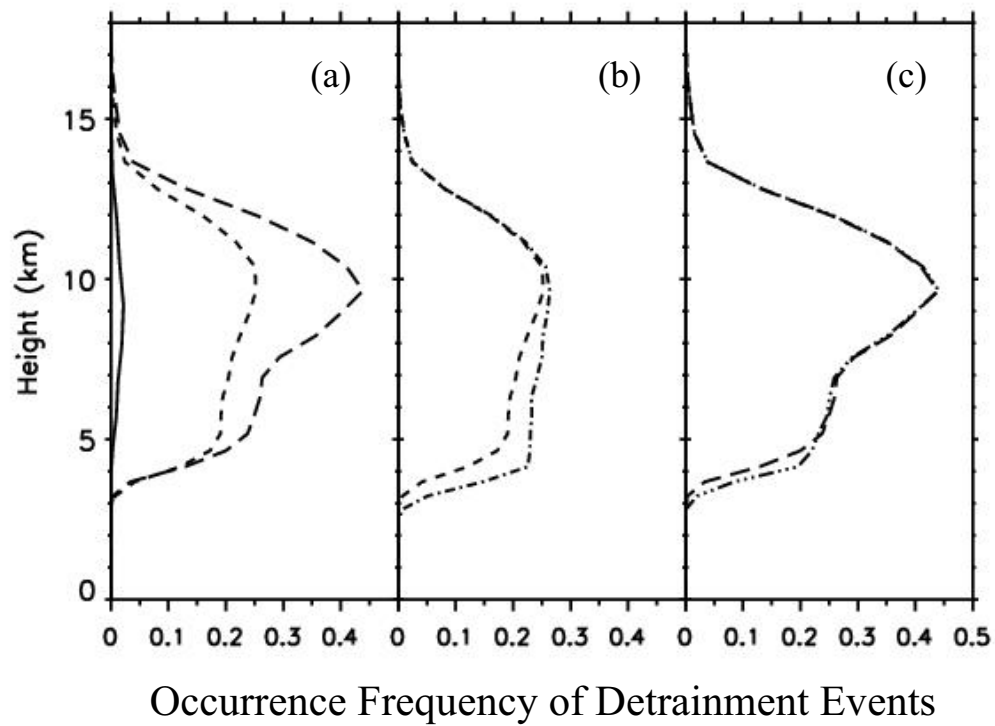 (a) (b) (c)
15
10
5
0
Height (km)
0 0.1 0.2 0.3 0.4 0 0.1 0.2 0.3 0.4 0 0.1 0.2 0.3 0.4 0.5
Occurrence Frequency of Detrainment Events